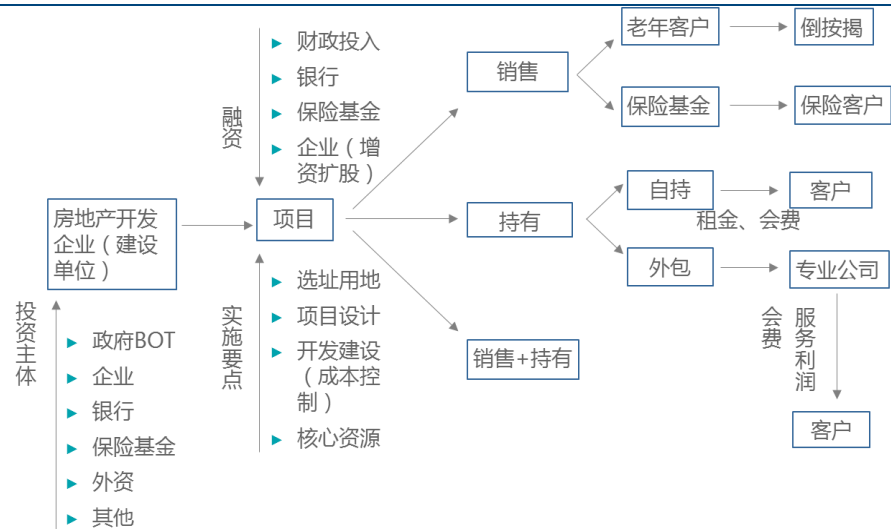 融资
财政投入
银行
保险基金
企业（增
资扩股）
老年客户
倒按揭
销售
保险基金
保险客户
房地产开发
企业（建设
单位）
项目
持有
自持
客户
租金、会费
外包
专业公司
投资主体
政府BOT
企业
银行
保险基金
外资
其他
实施要点
选址用地
项目设计
开发建设
（成本控
制）
核心资源
销售+持有
会费
服务利润
客户